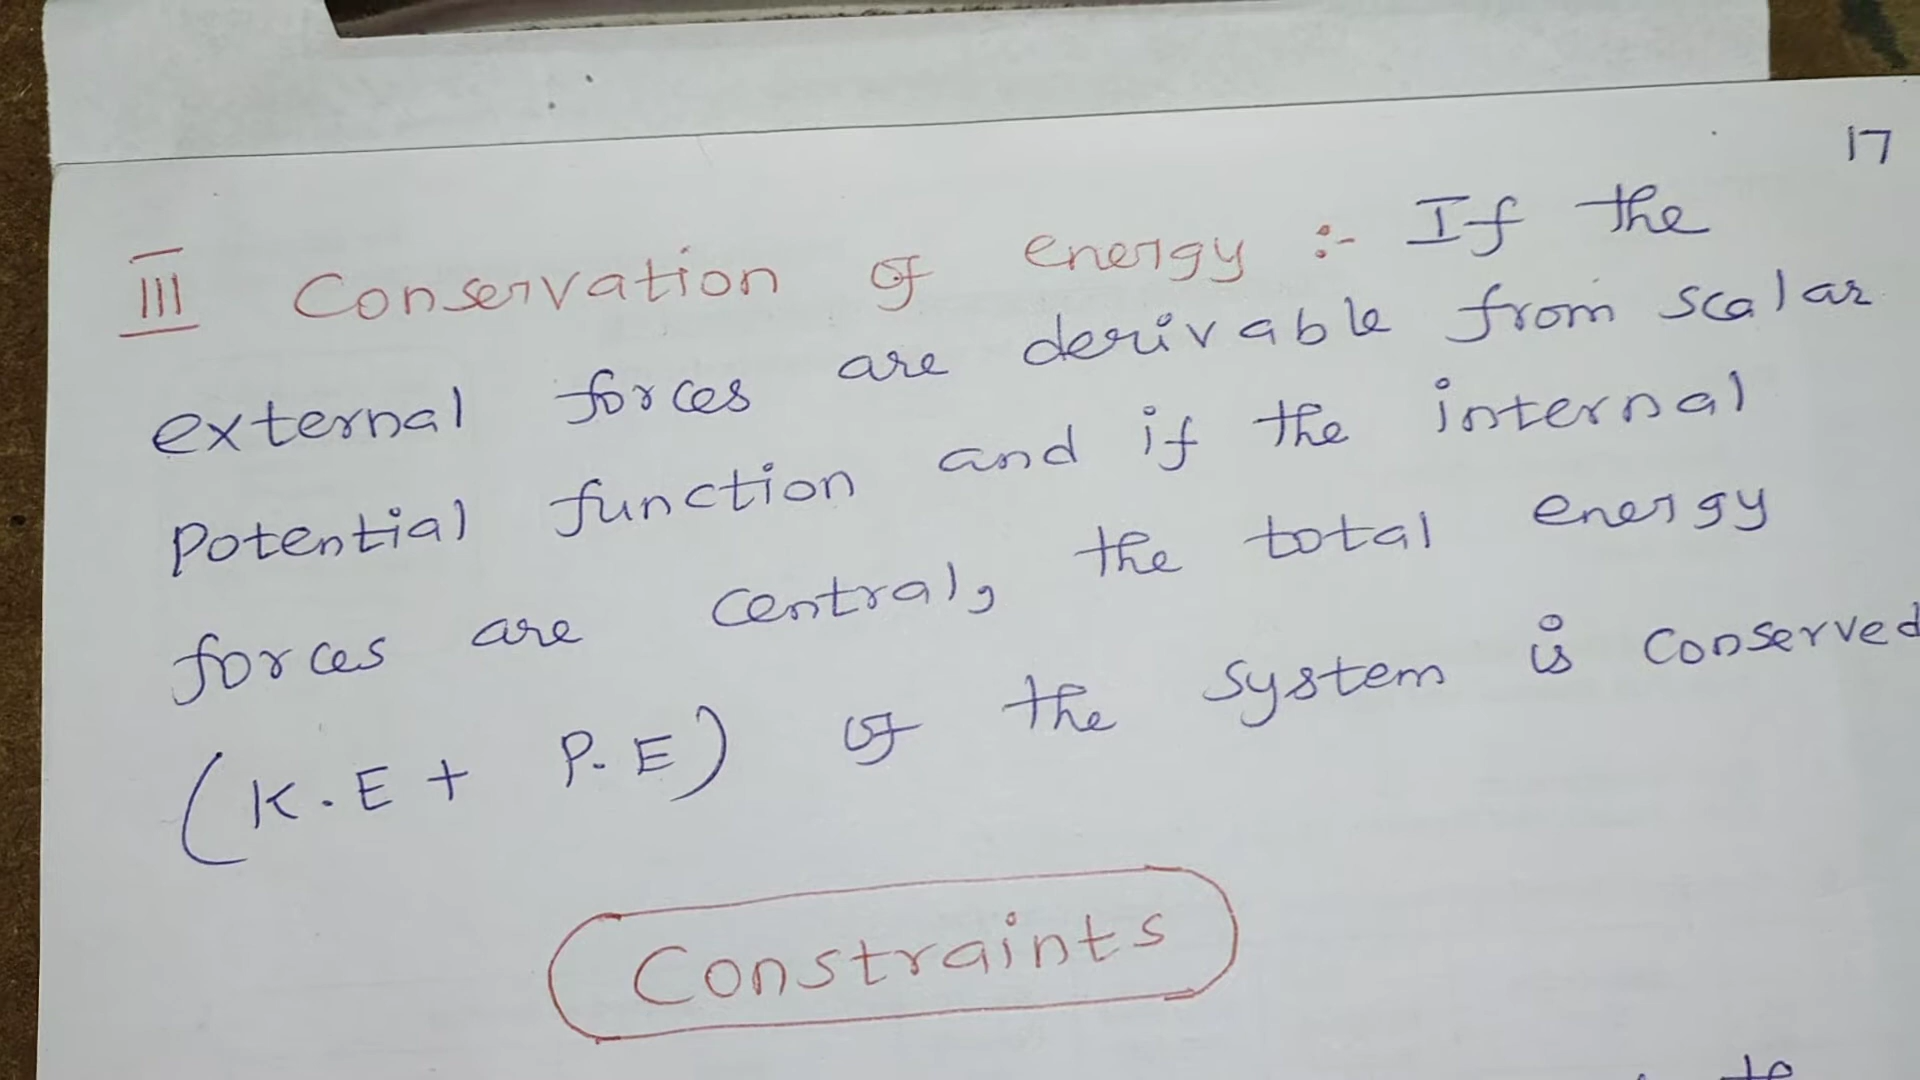 17
III Conservation of energy :- If the
external forces are derivable from scalar
Potential function and if the internal
forces are central, the total energy
(K.E + P.E) of the system is conserved
Constraints
to